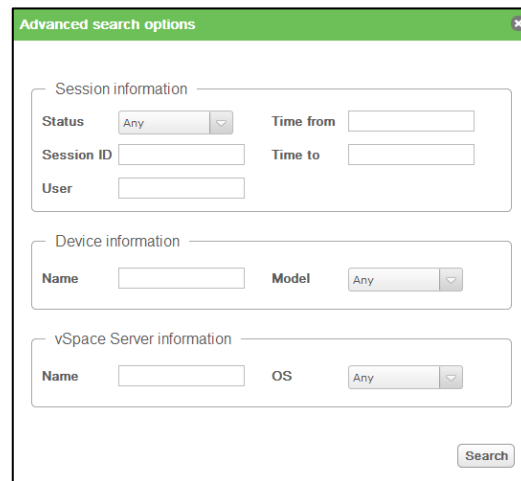 Advanced search options
Session information
Status Any Time from
Session ID Time to
User
Device information
Name Model Any
vSpace Server information
Name OS Any
Search